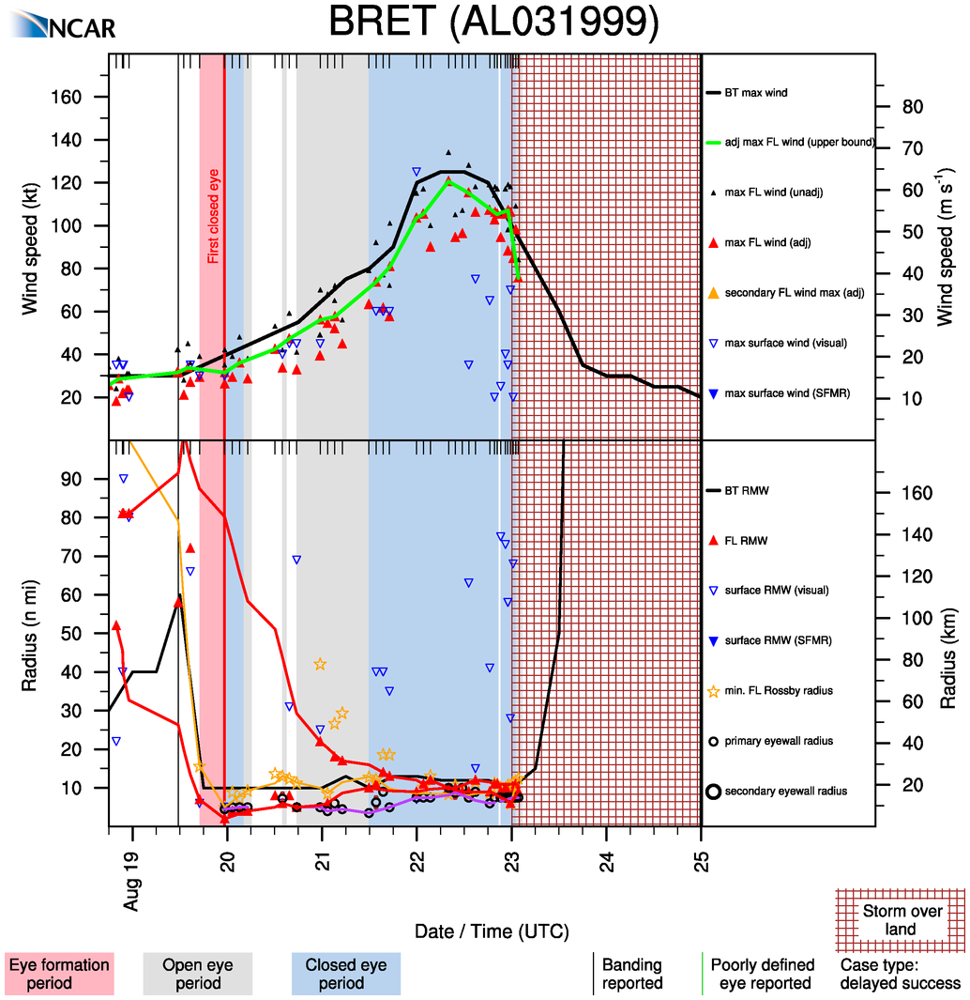 NCAR
BRET (AL031999)
Wind speed (kt)
160
140
120
100
80
60
40
20
First closed eye
80
70
60
50
40
30
20
10
Wind speed (m s⁻¹)
BT max wind
adj max FL wind (upper bound)
max FL wind (unadj)
max FL wind (adj)
secondary FL wind max (adj)
max surface wind (visual)
max surface wind (SFMR)
Radius (n mi)
90
80
70
60
50
40
30
20
10
160
140
120
100
80
60
40
20
Radius (km)
BT RMW
FL RMW
surface RMW (visual)
surface RMW (SFMR)
min. FL Rossby radius
primary eyewall radius
secondary eyewall radius
Aug 19
20
21
22
23
24
25
Date / Time (UTC)
Storm over
land
Eye formation
period
Open eye
period
Closed eye
period
Banding
reported
Poorly defined
eye reported
Case type:
delayed success